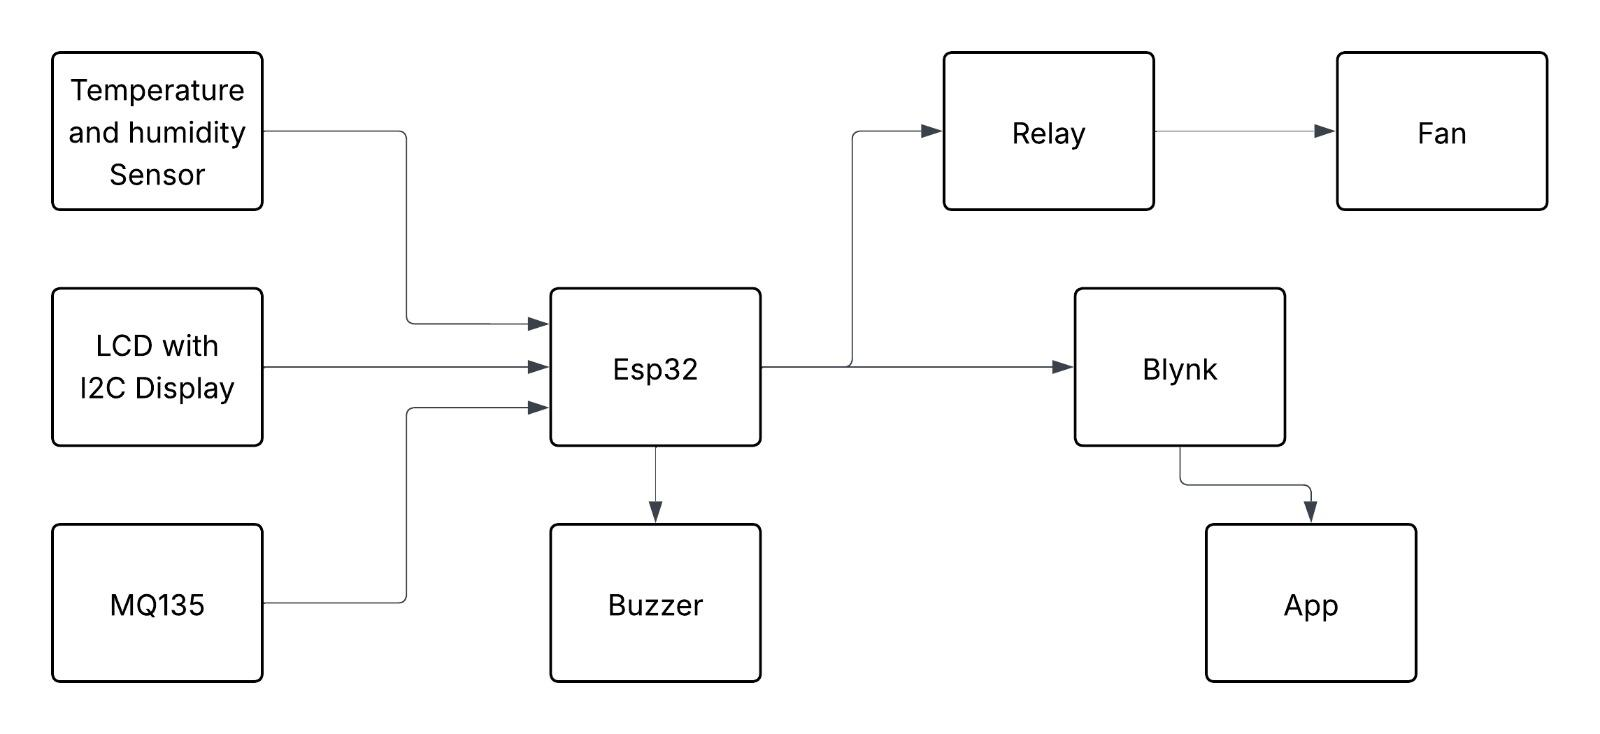 Temperature
and humidity
Sensor
Relay
Fan
LCD with
I2C Display
Esp32
Blynk
MQ135
Buzzer
App